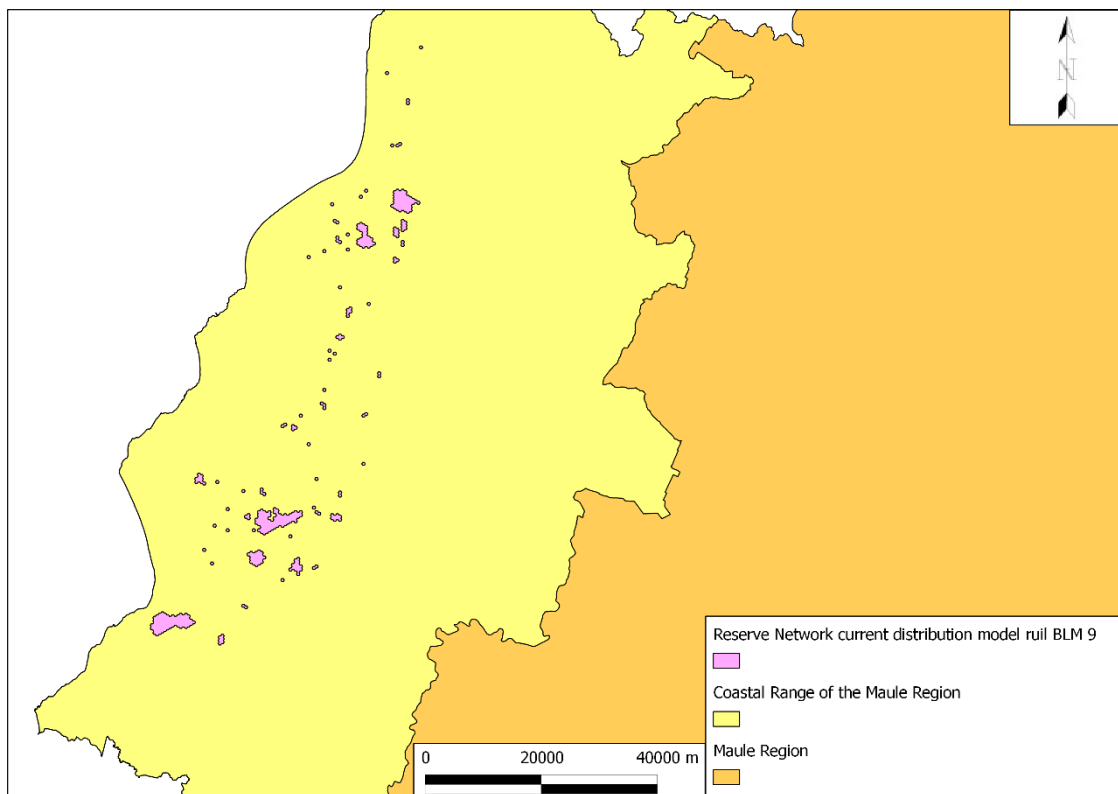 N
Reserve Network current distribution model ruil BLM 9
Coastal Range of the Maule Region
Maule Region
0 20000 40000 m